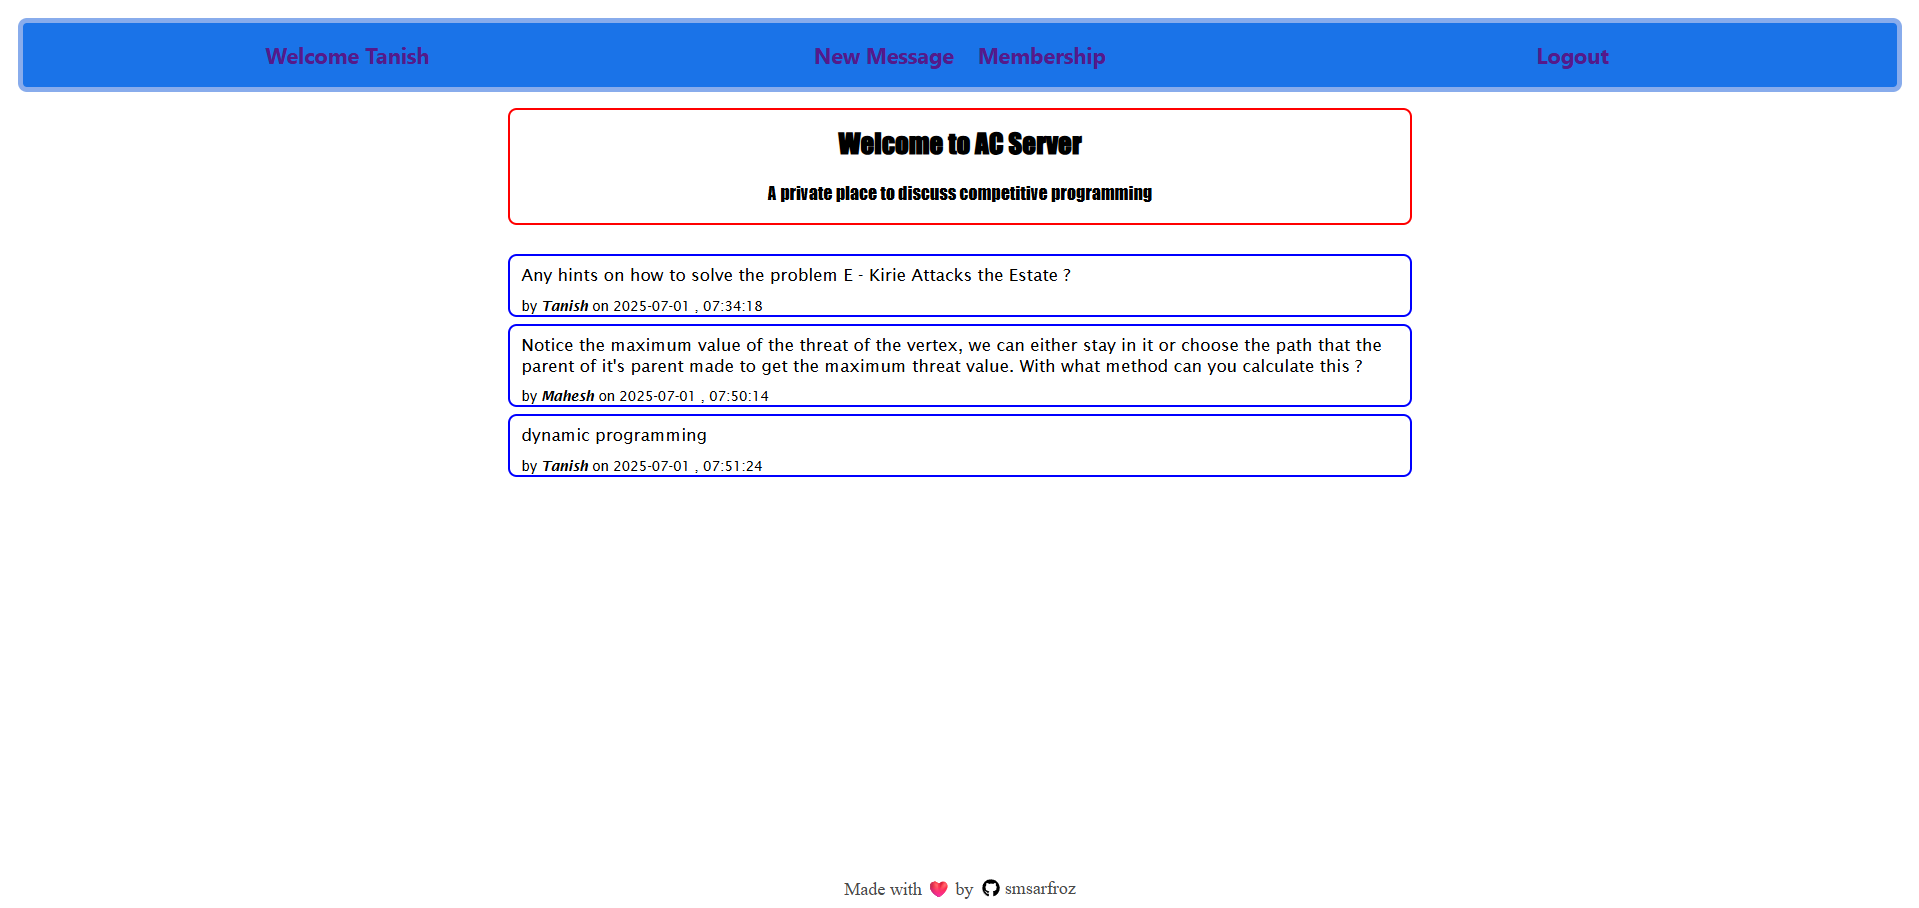 Welcome Tanish New Message Membership Logout
Welcome to AC Server
A private place to discuss competitive programming
Any hints on how to solve the problem E - Kirie Attacks the Estate ?
by Tanish on 2025-07-01 , 07:34:18
Notice the maximum value of the threat of the vertex, we can either stay in it or choose the path that the
parent of it's parent made to get the maximum threat value. With what method can you calculate this ?
by Mahesh on 2025-07-01 , 07:50:14
dynamic programming
by Tanish on 2025-07-01 , 07:51:24
Made with ❤️ by smsarfroz